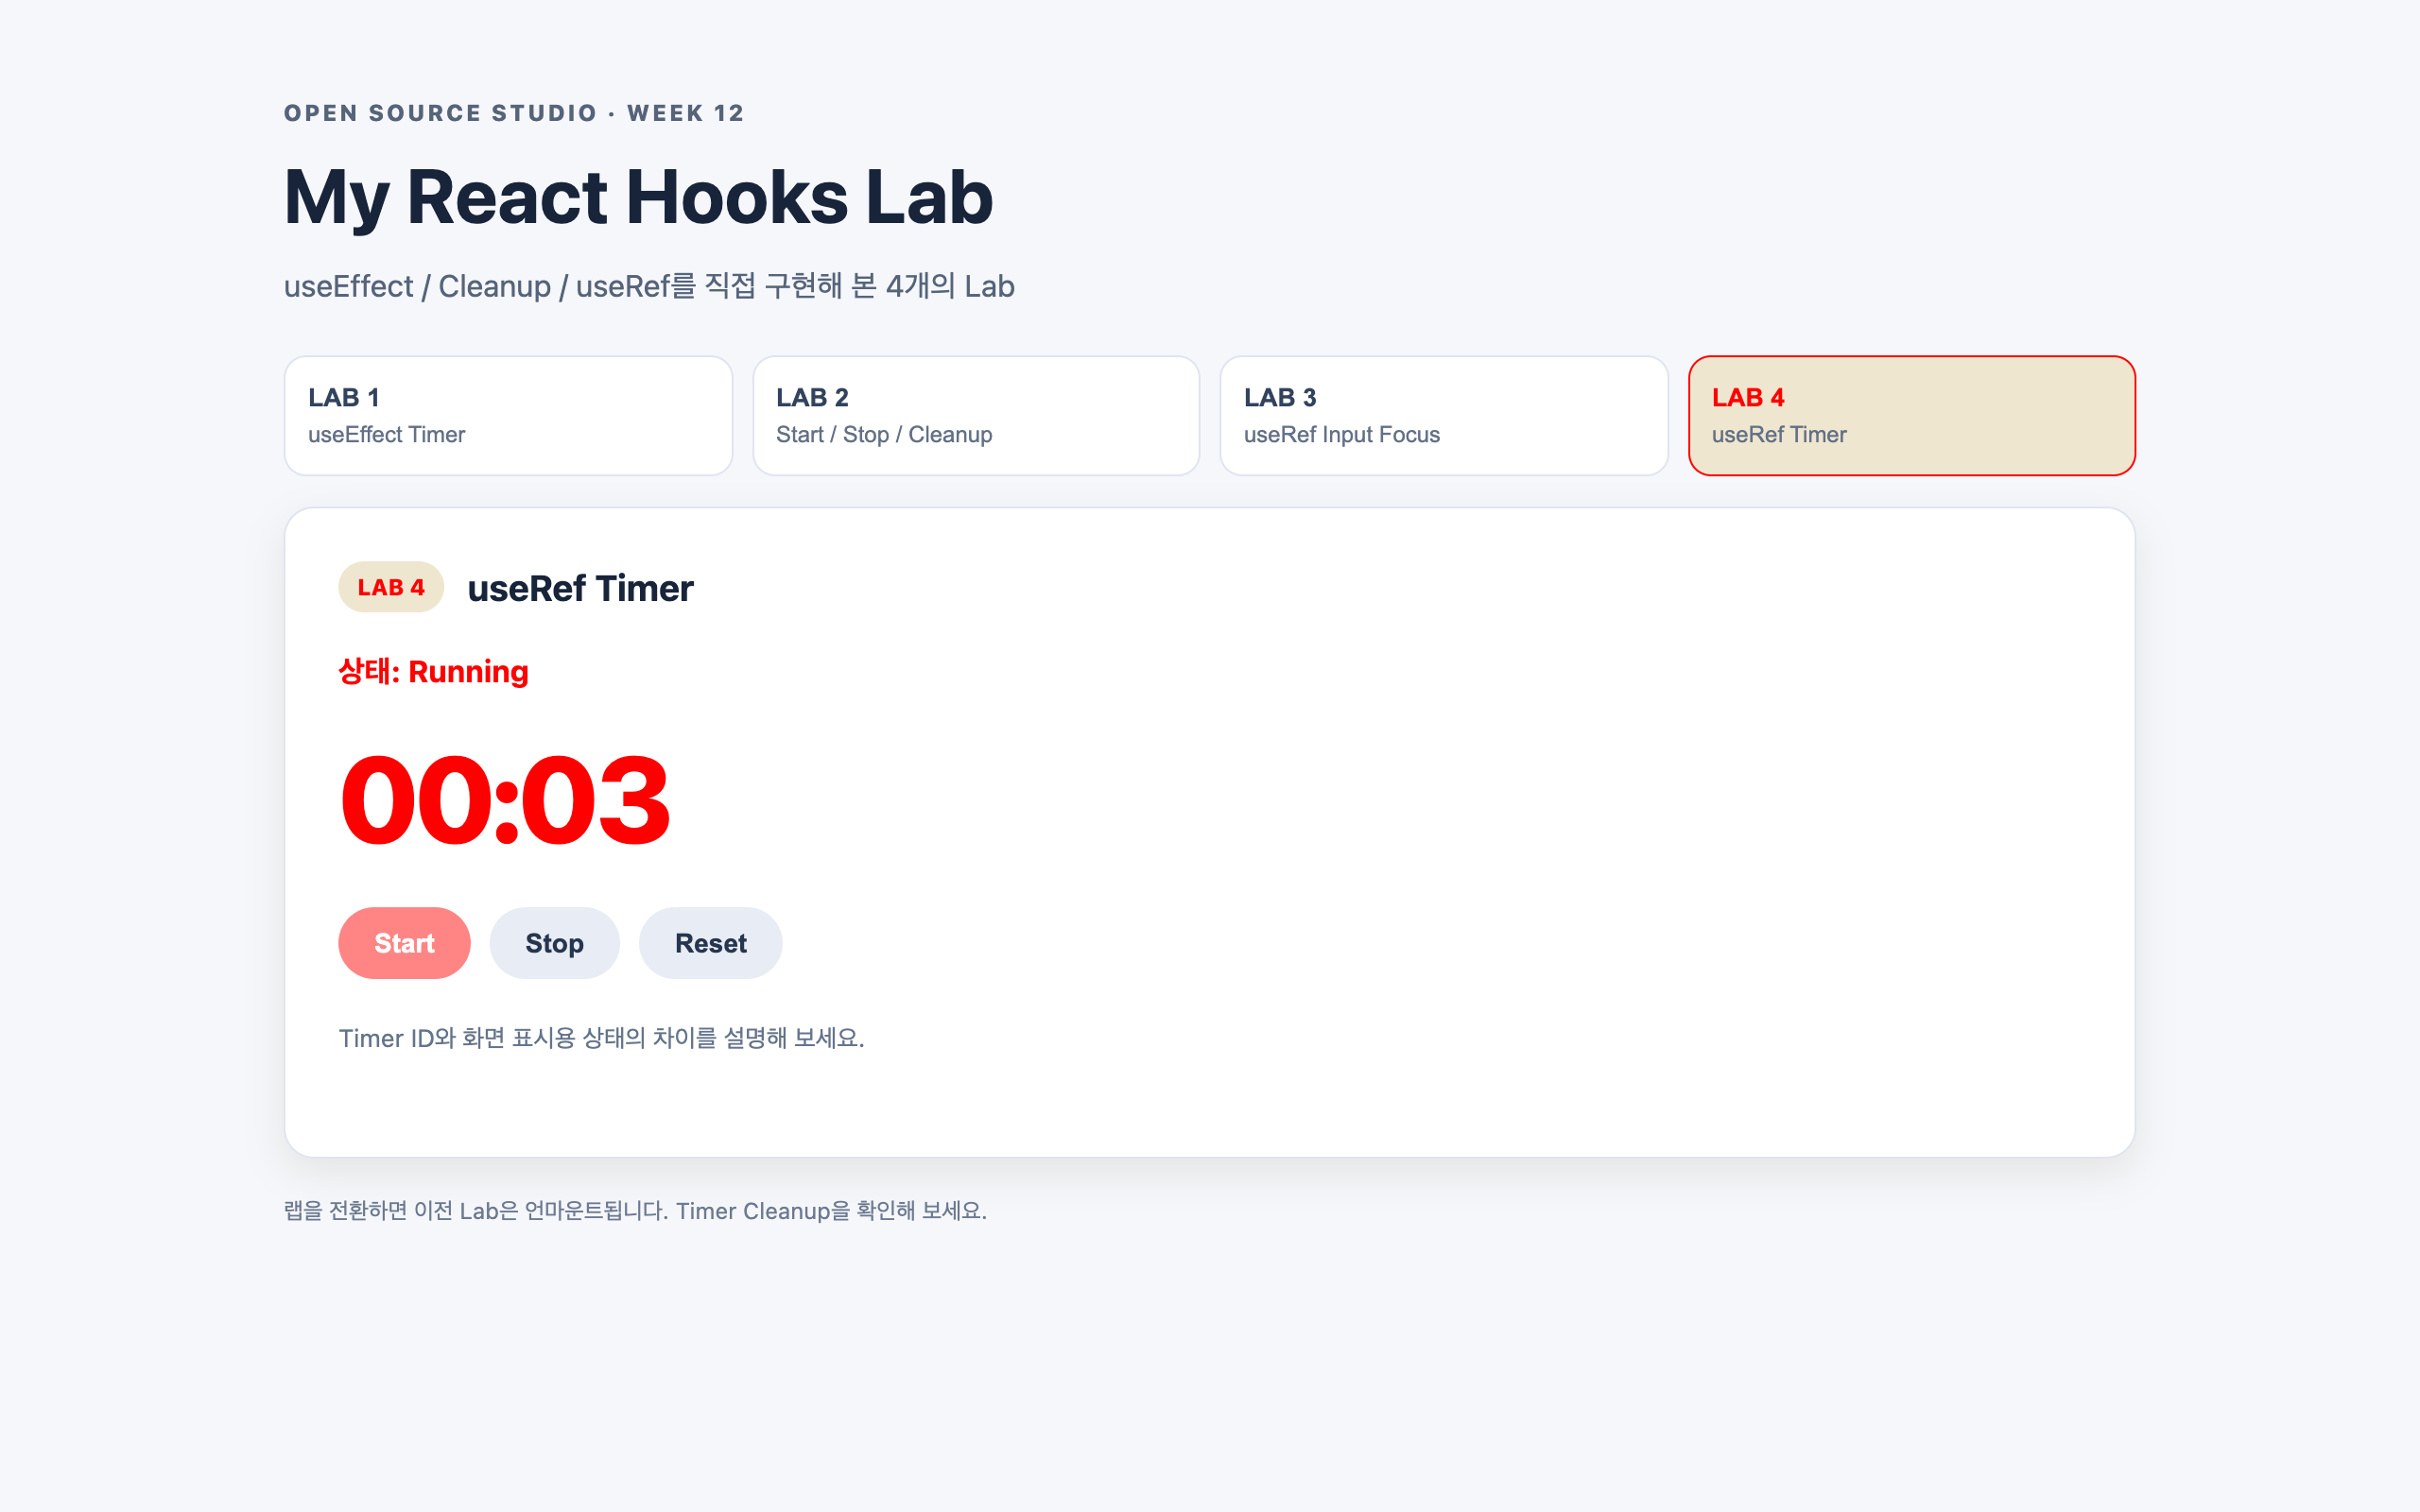 OPEN SOURCE STUDIO · WEEK 12
My React Hooks Lab
useEffect / Cleanup / useRef를 직접 구현해 본 4개의 Lab
LAB 1
useEffect Timer
LAB 2
Start / Stop / Cleanup
LAB 3
useRef Input Focus
LAB 4
useRef Timer
LAB 4 useRef Timer
상태: Running
00:03
Start Stop Reset
Timer ID와 화면 표시용 상태의 차이를 설명해 보세요.
랩을 전환하면 이전 Lab은 언마운트됩니다. Timer Cleanup을 확인해 보세요.